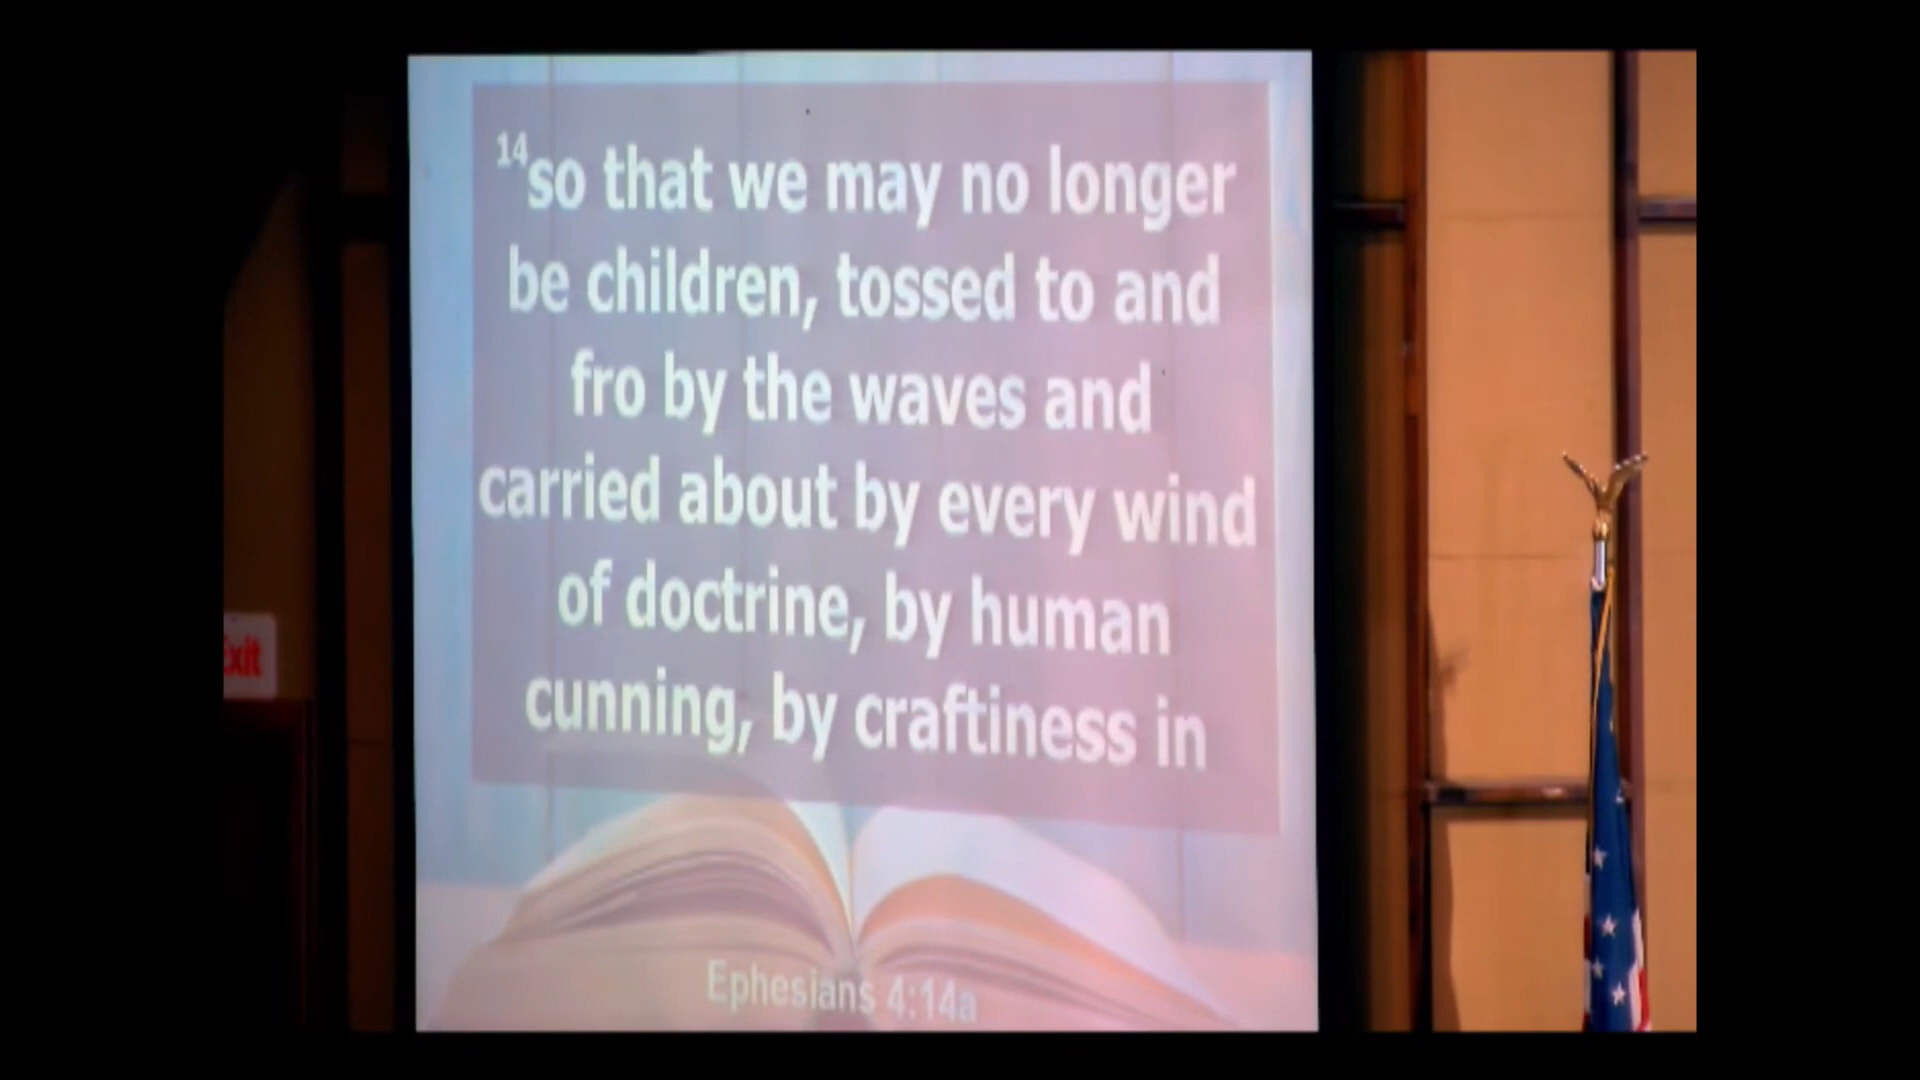 14so that we may no longer
be children, tossed to and
fro by the waves and
carried about by every wind
of doctrine, by human
cunning, by craftiness in
Ephesians 4:14a
Exit